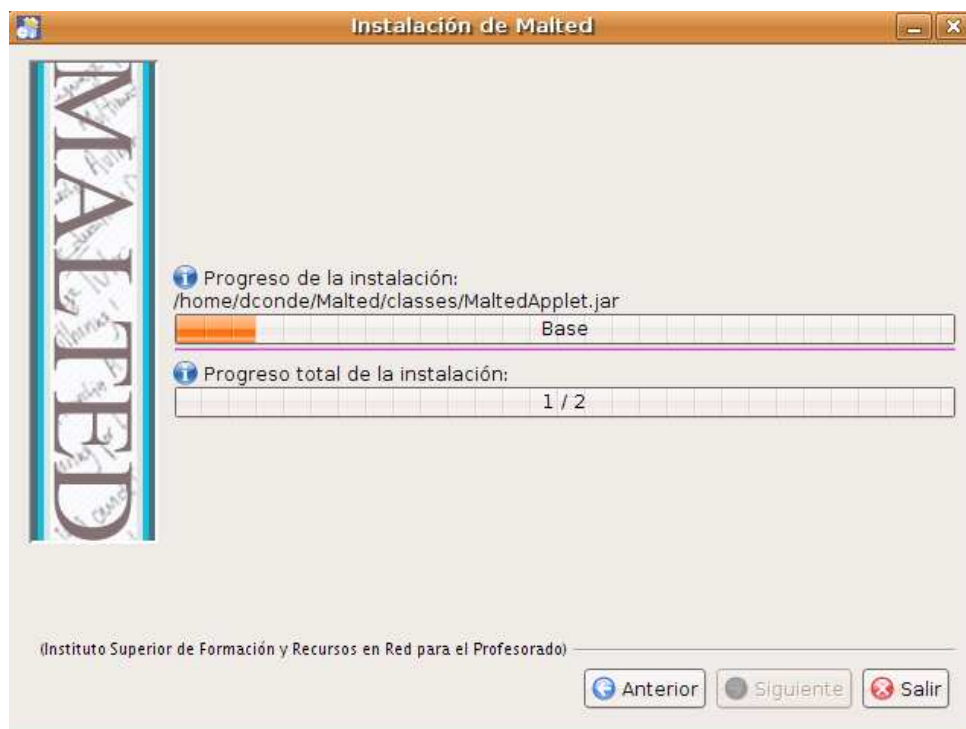 Instalación de Malted
MALTED
Progreso de la instalación:
/home/dconde/Malted/classes/MaltedApplet.jar
Base
Progreso total de la instalación:
1 / 2
(Instituto Superior de Formación y Recursos en Red para el Profesorado)
Anterior
Siguiente
Salir